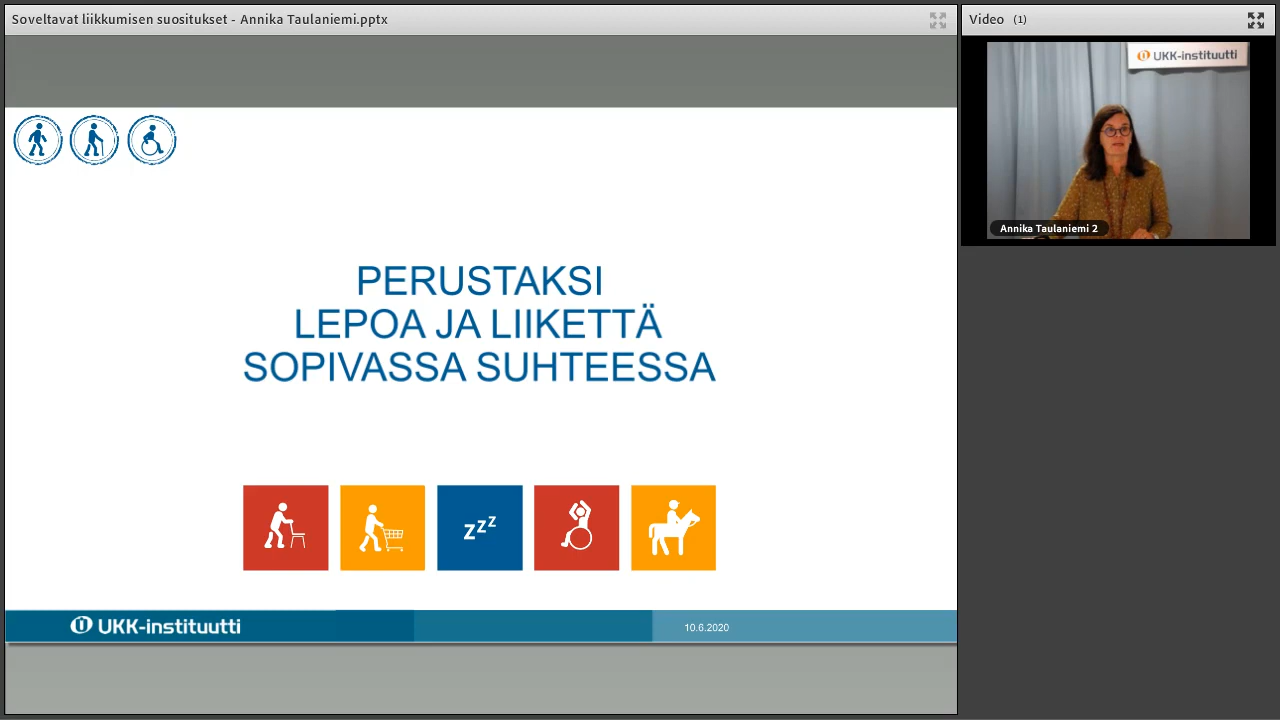 Soveltavat liikkumisen suositukset - Annika Taulaniemi.pptx
Video (1)
UKK-instituutti
Annika Taulaniemi 2
PERUSTAKSI
LEPOA JA LIIKETTÄ
SOPIVASSA SUHTEESSA
zzz
UKK-instituutti
10.6.2020